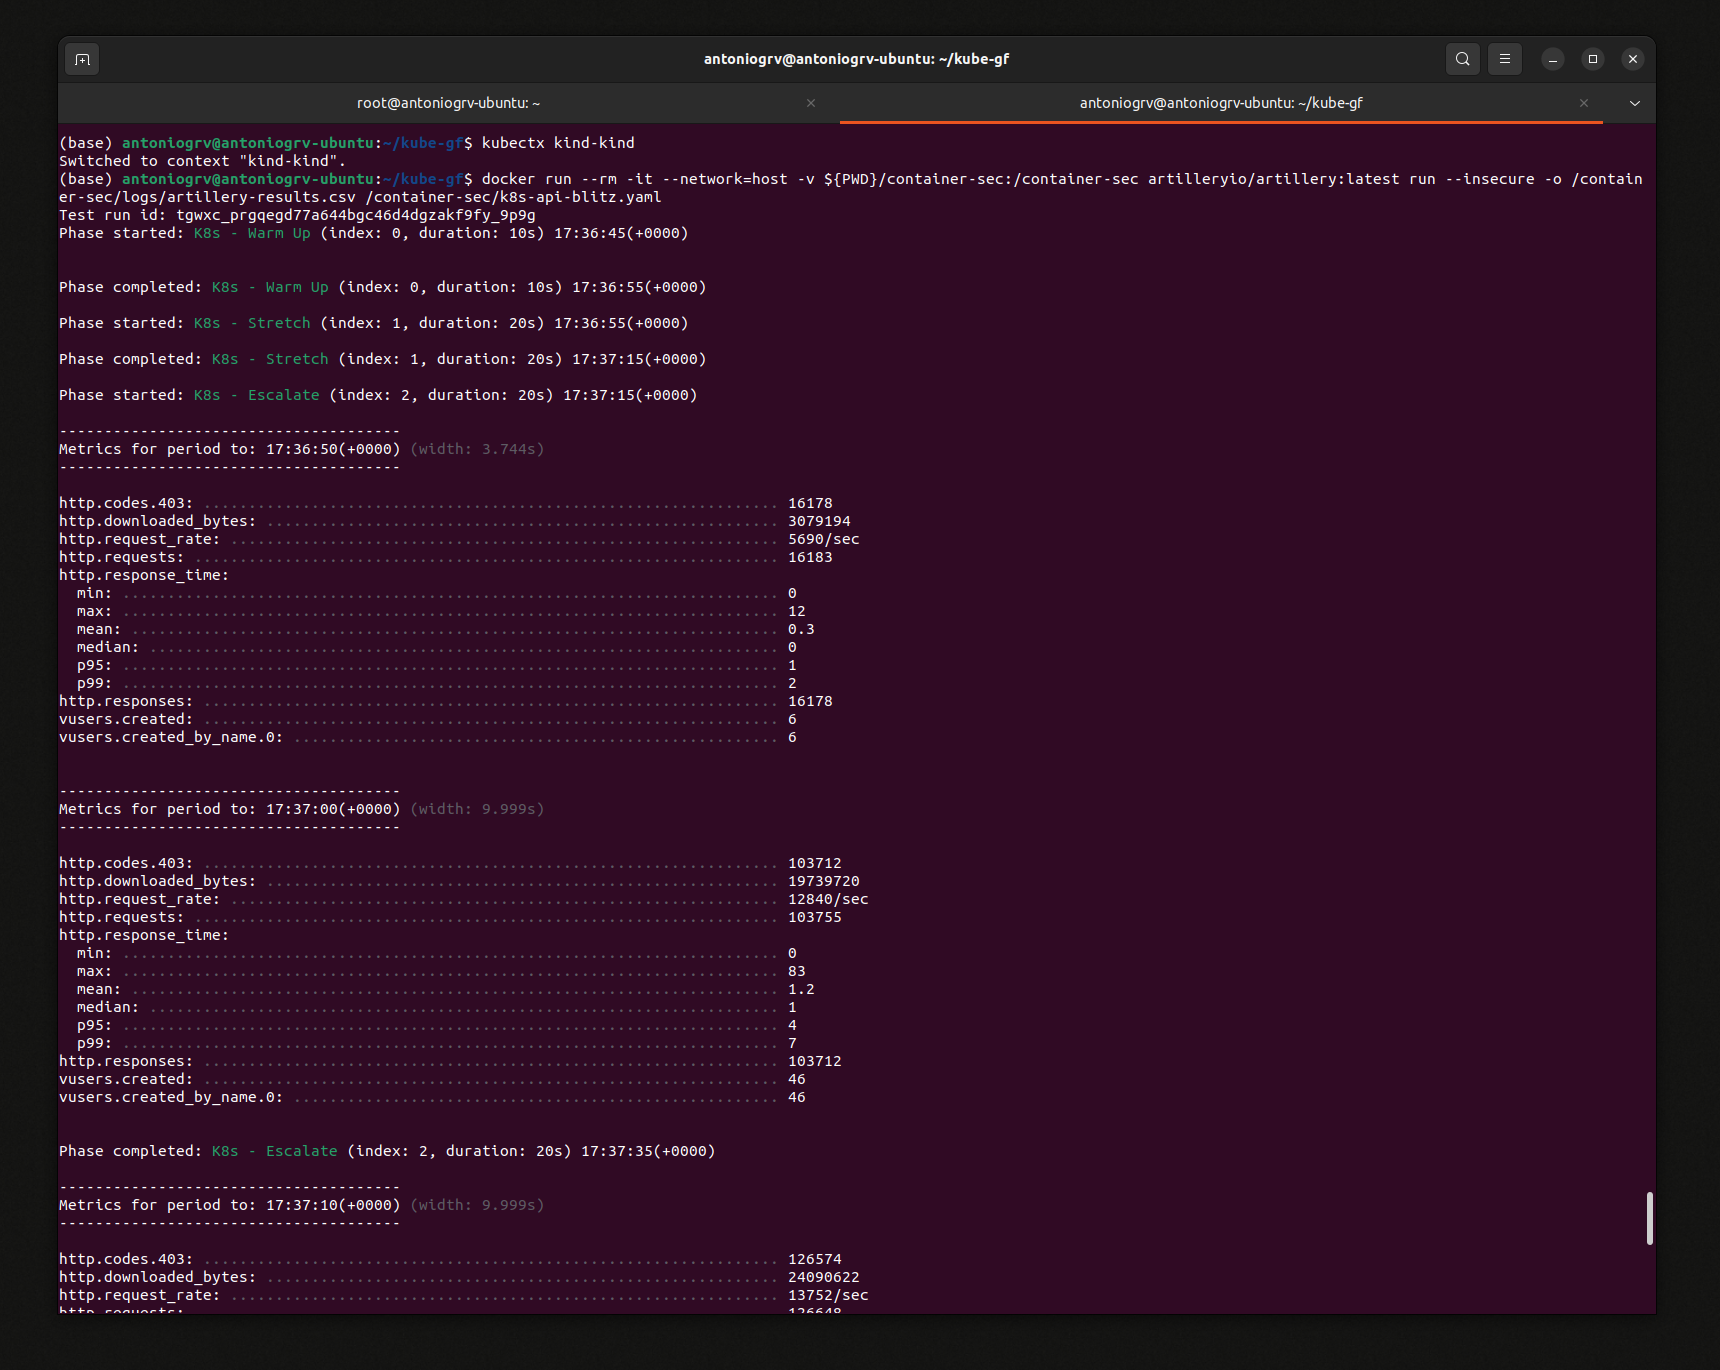 antoniogrv@antoniogrv-ubuntu: ~/kube-gf
root@antoniogrv-ubuntu: ~
antoniogrv@antoniogrv-ubuntu: ~/kube-gf
(base) antoniogrv@antoniogrv-ubuntu:~/kube-gf$ kubectx kind-kind
Switched to context "kind-kind".
(base) antoniogrv@antoniogrv-ubuntu:~/kube-gf$ docker run --rm -it --network=host -v ${PWD}/container-sec:/container-sec artilleryio/artillery:latest run --insecure -o /contain
er-sec/logs/artillery-results.csv /container-sec/k8s-api-blitz.yaml
Test run id: tgwxc_prgqegd77a644bgc46d4dgzakf9fy_9p9g
Phase started: K8s - Warm Up (index: 0, duration: 10s) 17:36:45(+0000)
Phase completed: K8s - Warm Up (index: 0, duration: 10s) 17:36:55(+0000)
Phase started: K8s - Stretch (index: 1, duration: 20s) 17:36:55(+0000)
Phase completed: K8s - Stretch (index: 1, duration: 20s) 17:37:15(+0000)
Phase started: K8s - Escalate (index: 2, duration: 20s) 17:37:15(+0000)
--------------------------------------
Metrics for period to: 17:36:50(+0000) (width: 3.744s)
--------------------------------------
http.codes.403: ................................................................ 16178
http.downloaded_bytes: ......................................................... 3079194
http.request_rate: ............................................................. 5690/sec
http.requests: ................................................................. 16183
http.response_time:
min: ......................................................................... 0
max: ......................................................................... 12
mean: ........................................................................ 0.3
median: ...................................................................... 0
p95: ......................................................................... 1
p99: ......................................................................... 2
http.responses: ................................................................ 16178
vusers.created: ................................................................ 6
vusers.created_by_name.0: ...................................................... 6
--------------------------------------
Metrics for period to: 17:37:00(+0000) (width: 9.999s)
--------------------------------------
http.codes.403: ................................................................ 103712
http.downloaded_bytes: ......................................................... 19739720
http.request_rate: ............................................................. 12840/sec
http.requests: ................................................................. 103755
http.response_time:
min: ......................................................................... 0
max: ......................................................................... 83
mean: ........................................................................ 1.2
median: ...................................................................... 1
p95: ......................................................................... 4
p99: ......................................................................... 7
http.responses: ................................................................ 103712
vusers.created: ................................................................ 46
vusers.created_by_name.0: ...................................................... 46
Phase completed: K8s - Escalate (index: 2, duration: 20s) 17:37:35(+0000)
--------------------------------------
Metrics for period to: 17:37:10(+0000) (width: 9.999s)
--------------------------------------
http.codes.403: ................................................................ 126574
http.downloaded_bytes: ......................................................... 24090622
http.request_rate: ............................................................. 13752/sec
http.requests: ................................................................. 126648